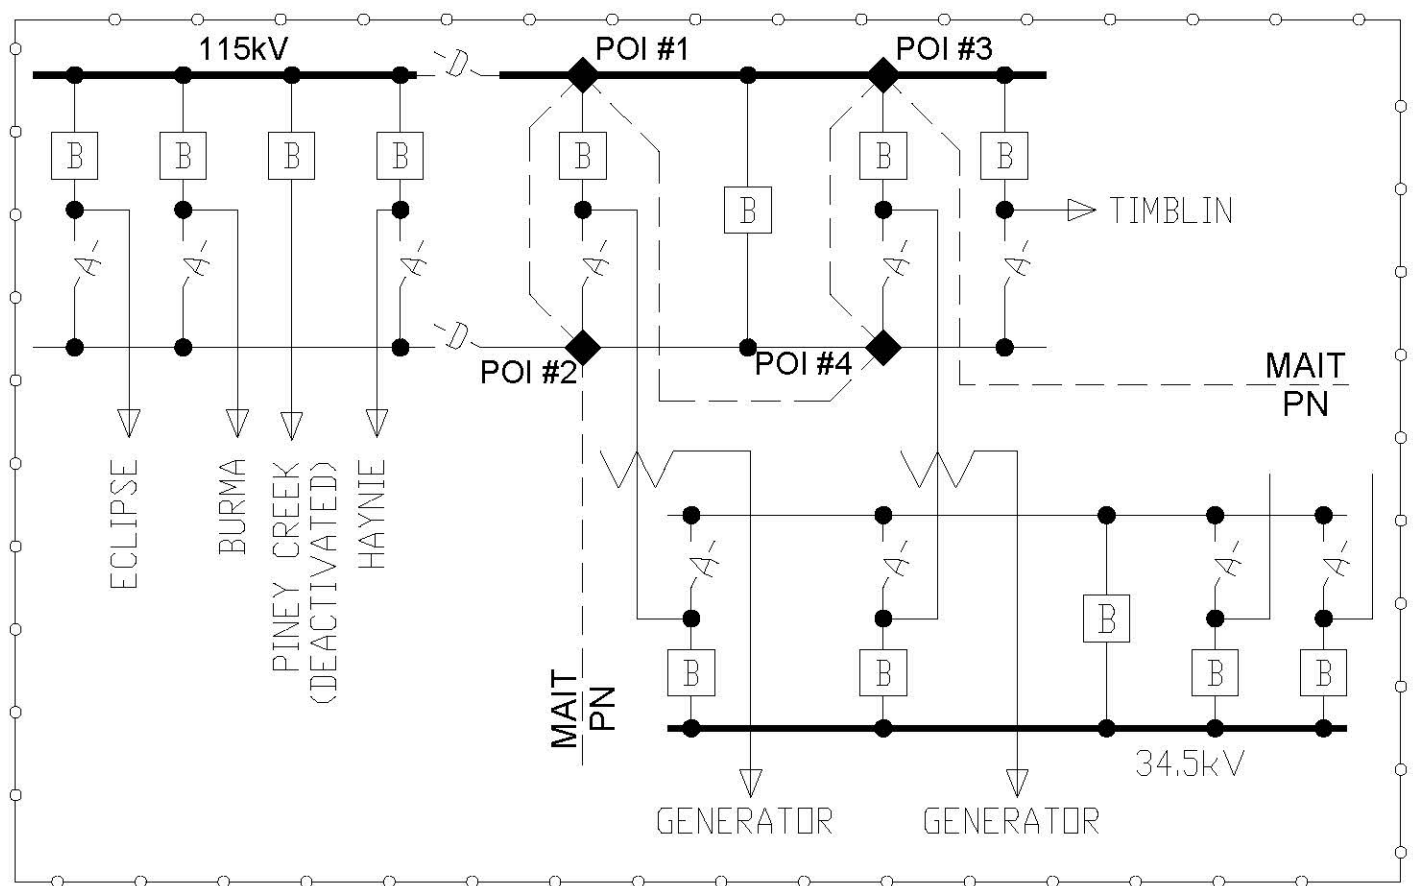 115kV
D
POI #1
POI #3
B
B
B
B
B
B
B
B
TIMBLIN
A
A
A
A
A
A
D
POI #2
POI #4
MAIT
PN
ECLIPSE
BURMA
PINEY CREEK
(DEACTIVATED)
HAYNIE
A
A
A
A
B
B
B
B
B
MAIT
PN
34.5kV
GENERATOR
GENERATOR